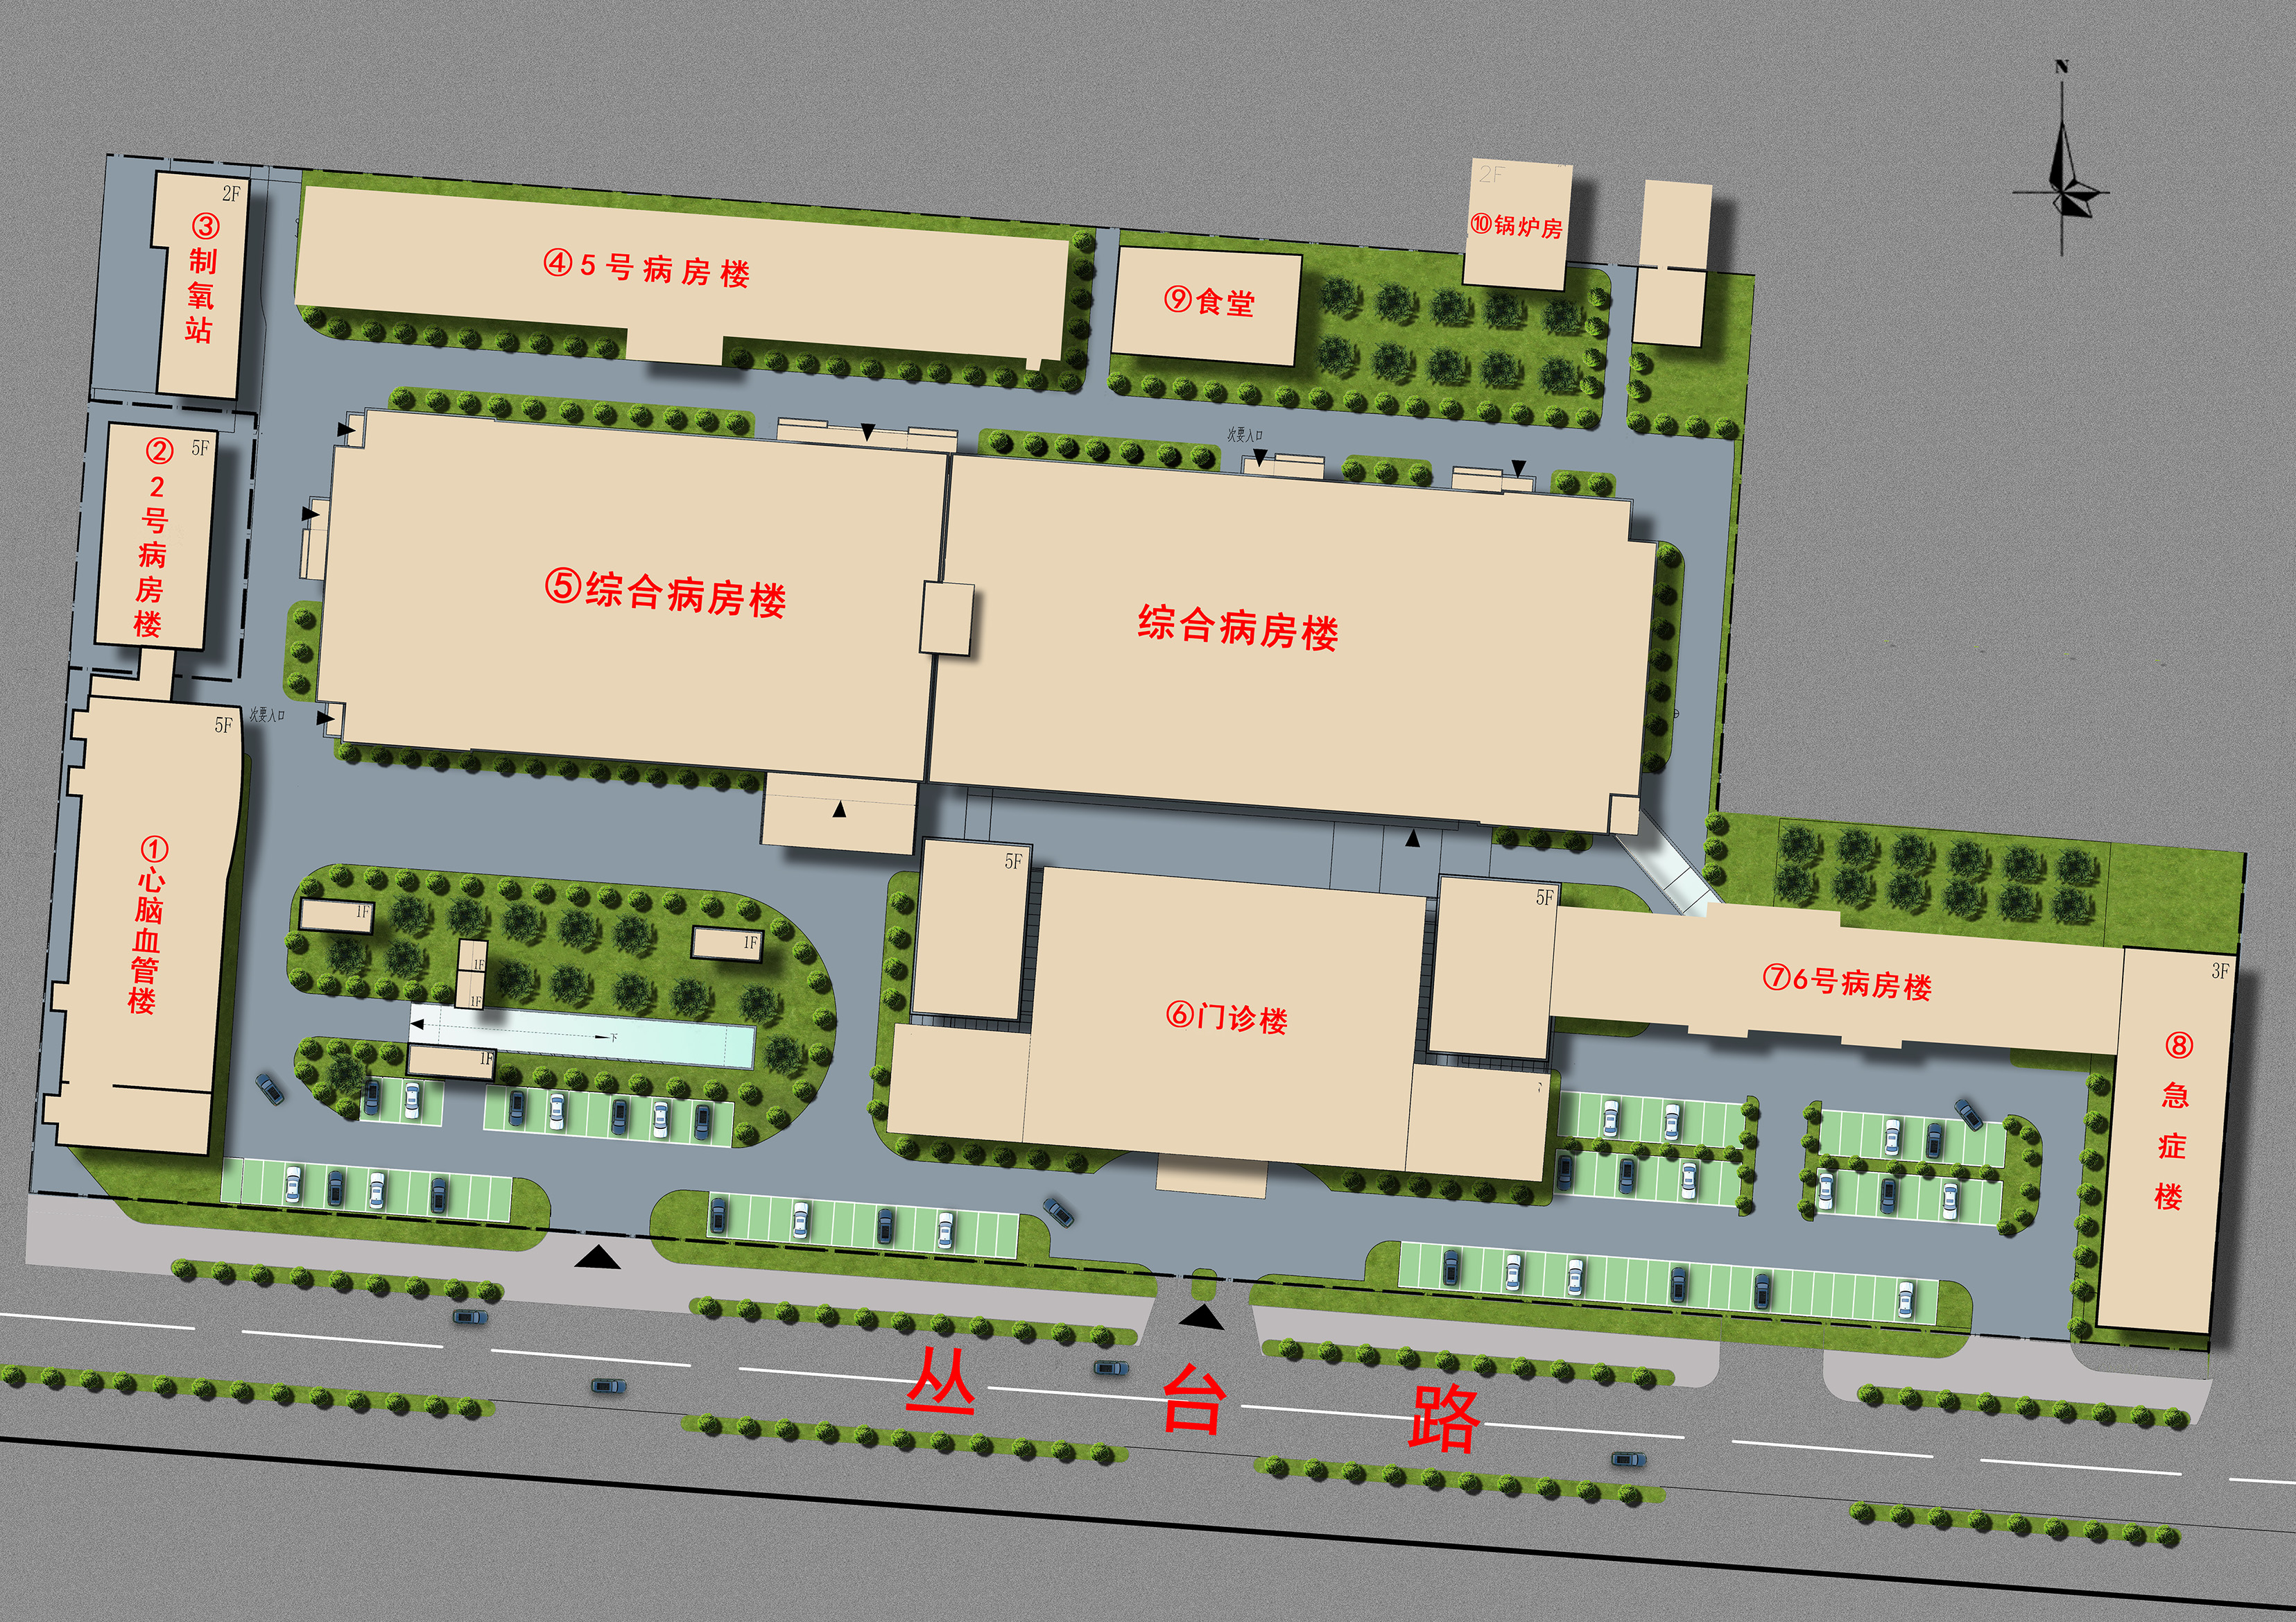 N
2F
③制氧站
④5号病房楼
2F
⑩锅炉房
⑨食堂
5F
②2号病房楼
次要入口
⑤综合病房楼
综合病房楼
5F
次要入口
①心脑血管楼
5F
5F
1F
1F
1F
1F
下
1F
⑥门诊楼
⑦6号病房楼
3F
⑧急症楼
丛台路